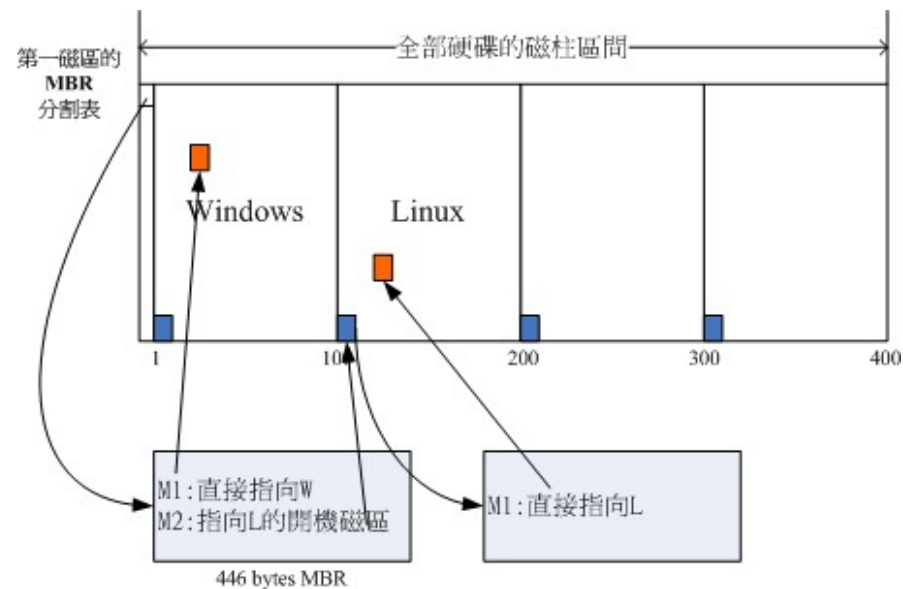 全部硬碟的磁柱區間
第一磁區的
MBR
分割表
Windows
Linux
1
100
200
300
400
M1:直接指向W
M2:指向L的開機磁區
M1:直接指向L
446 bytes MBR